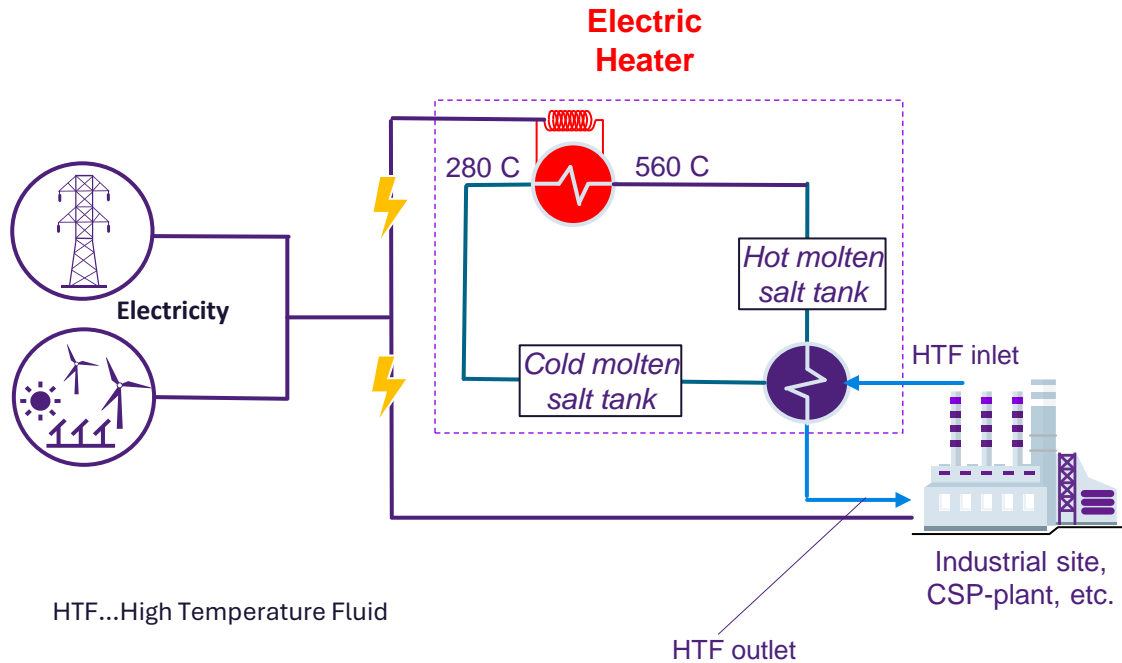 Electric
Heater
280 C
560 C
Hot molten
salt tank
Electricity
Cold molten
salt tank
HTF inlet
Industrial site,
CSP-plant, etc.
HTF...High Temperature Fluid
HTF outlet